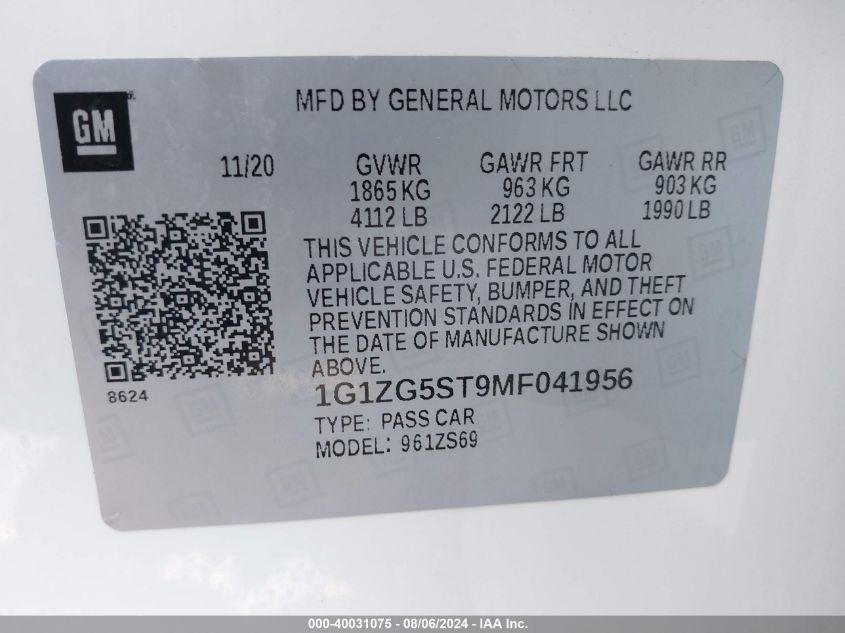 GM
MFD BY GENERAL MOTORS LLC
11/20 GVWR GAWR FRT GAWR RR
1865 KG 963 KG 903 KG
4112 LB 2122 LB 1990 LB
THIS VEHICLE CONFORMS TO ALL
APPLICABLE U.S. FEDERAL MOTOR
VEHICLE SAFETY, BUMPER, AND THEFT
PREVENTION STANDARDS IN EFFECT ON
THE DATE OF MANUFACTURE SHOWN
ABOVE.
8624
1G1ZG5ST9MF041956
TYPE: PASS CAR
MODEL: 961ZS69
000-40031075 - 08/06/2024 - IAA Inc.